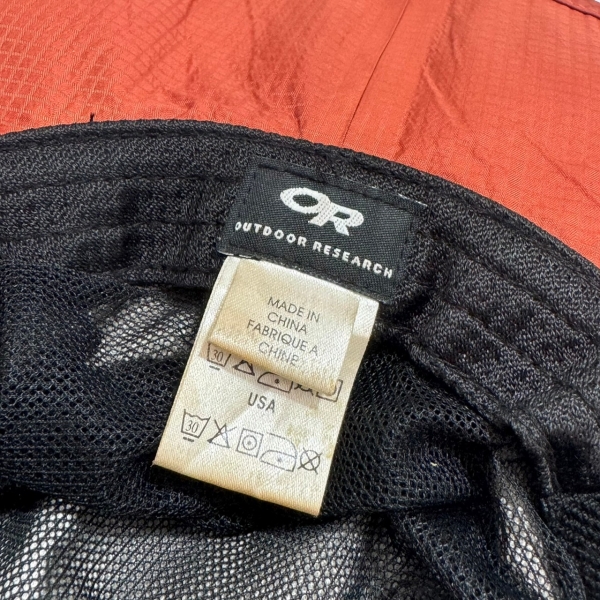 OR
OUTDOOR RESEARCH
MADE IN
CHINA
FABRIQUE A
CHINE
30
USA
30